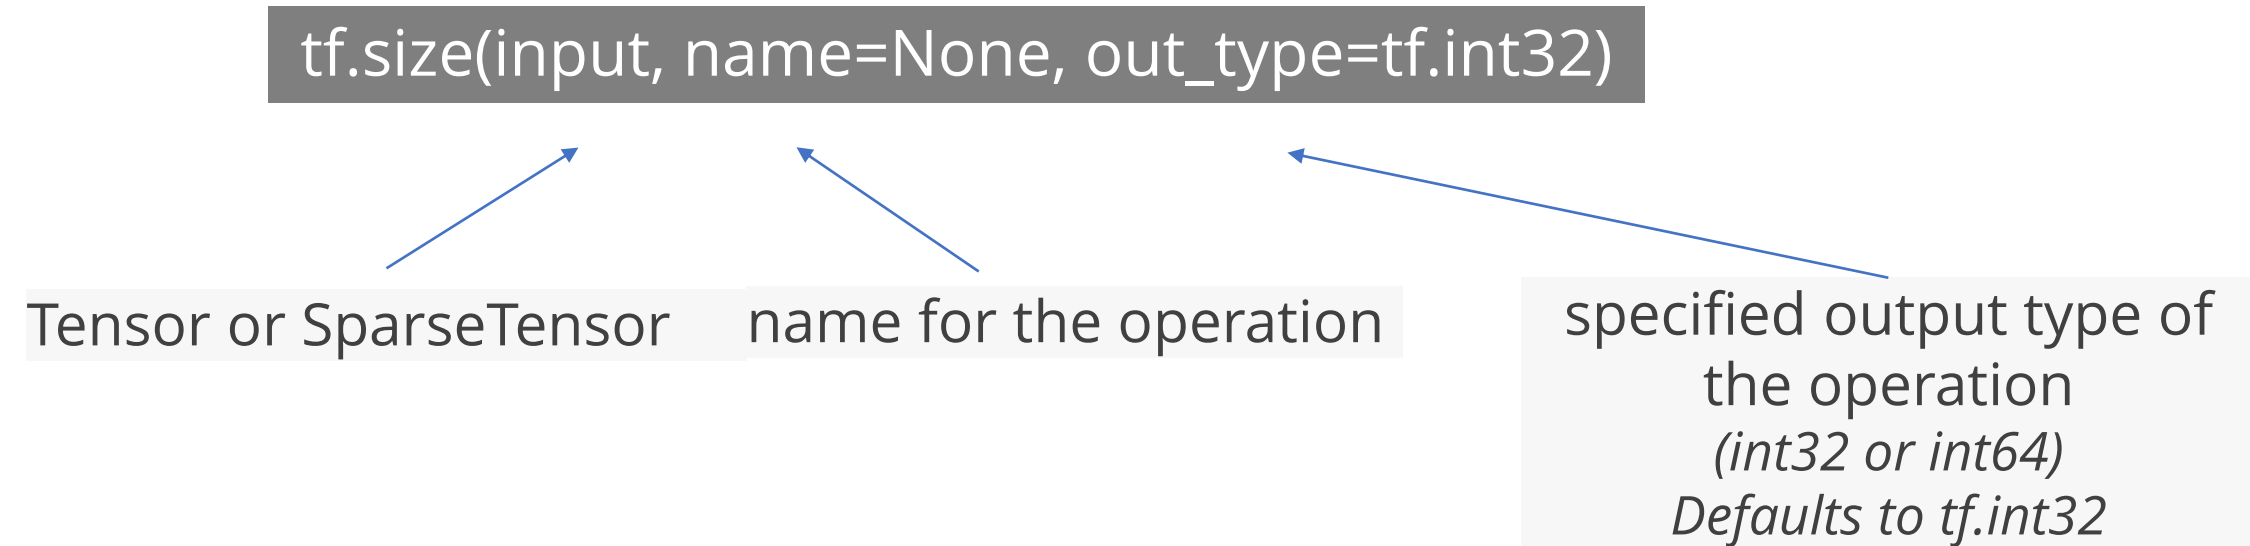 tf.size(input, name=None, out_type=tf.int32)
Tensor or SparseTensor
name for the operation
specified output type of
the operation
(int32 or int64)
Defaults to tf.int32